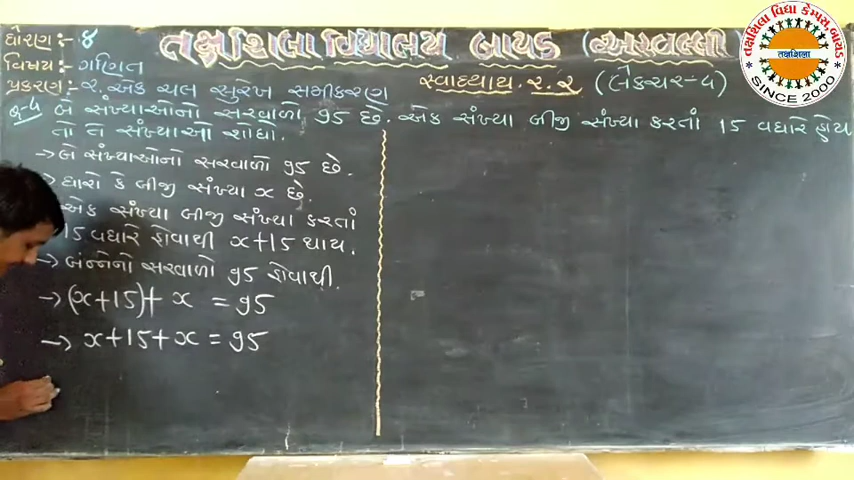 ધોરણ :- 8
તક્ષશિલા વિદ્યાલય બાયડ (અરવલ્લી)
વિષય :- ગણિત
પ્રકરણ :- ૨. એક ચલ સુરેખ સમીકરણ
સ્વાધ્યાય. ૨.૨ (લેક્ચર-૫)
બે સંખ્યાઓનો સરવાળો 95 છે. એક સંખ્યા બીજી સંખ્યા કરતાં 15 વધારે હોય
તો તે સંખ્યાઓ શોધો.
→ બે સંખ્યાઓનો સરવાળો 95 છે.
→ ધારો કે બીજી સંખ્યા x છે.
એક સંખ્યા બીજી સંખ્યા કરતાં
15 વધારે હોવાથી x+15 થાય.
→ બંન્નેનો સરવાળો 95 હોવાથી.
→ (x+15)+ x = 95
→ x+15+x = 95
તક્ષશિલા વિદ્યા કેમ્પસ, બાયડ
તક્ષશિલા
SINCE 2000